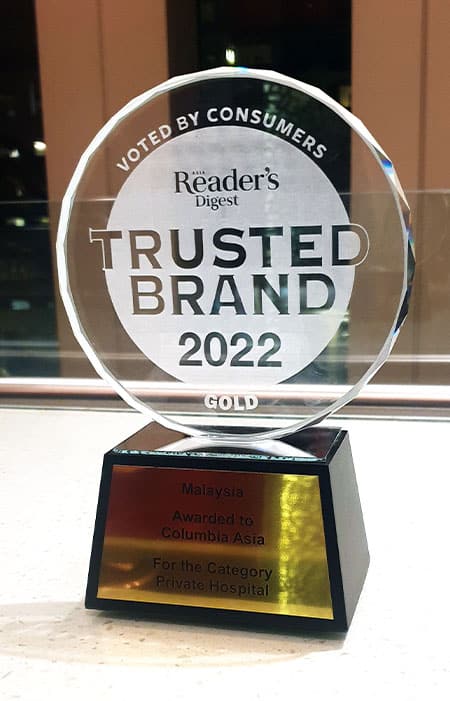 VOTED BY CONSUMERS
ASIA
Reader's
Digest
TRUSTED
BRAND
2022
GOLD
Malaysia
Awarded to
Columbia Asia
For the Category
Private Hospital